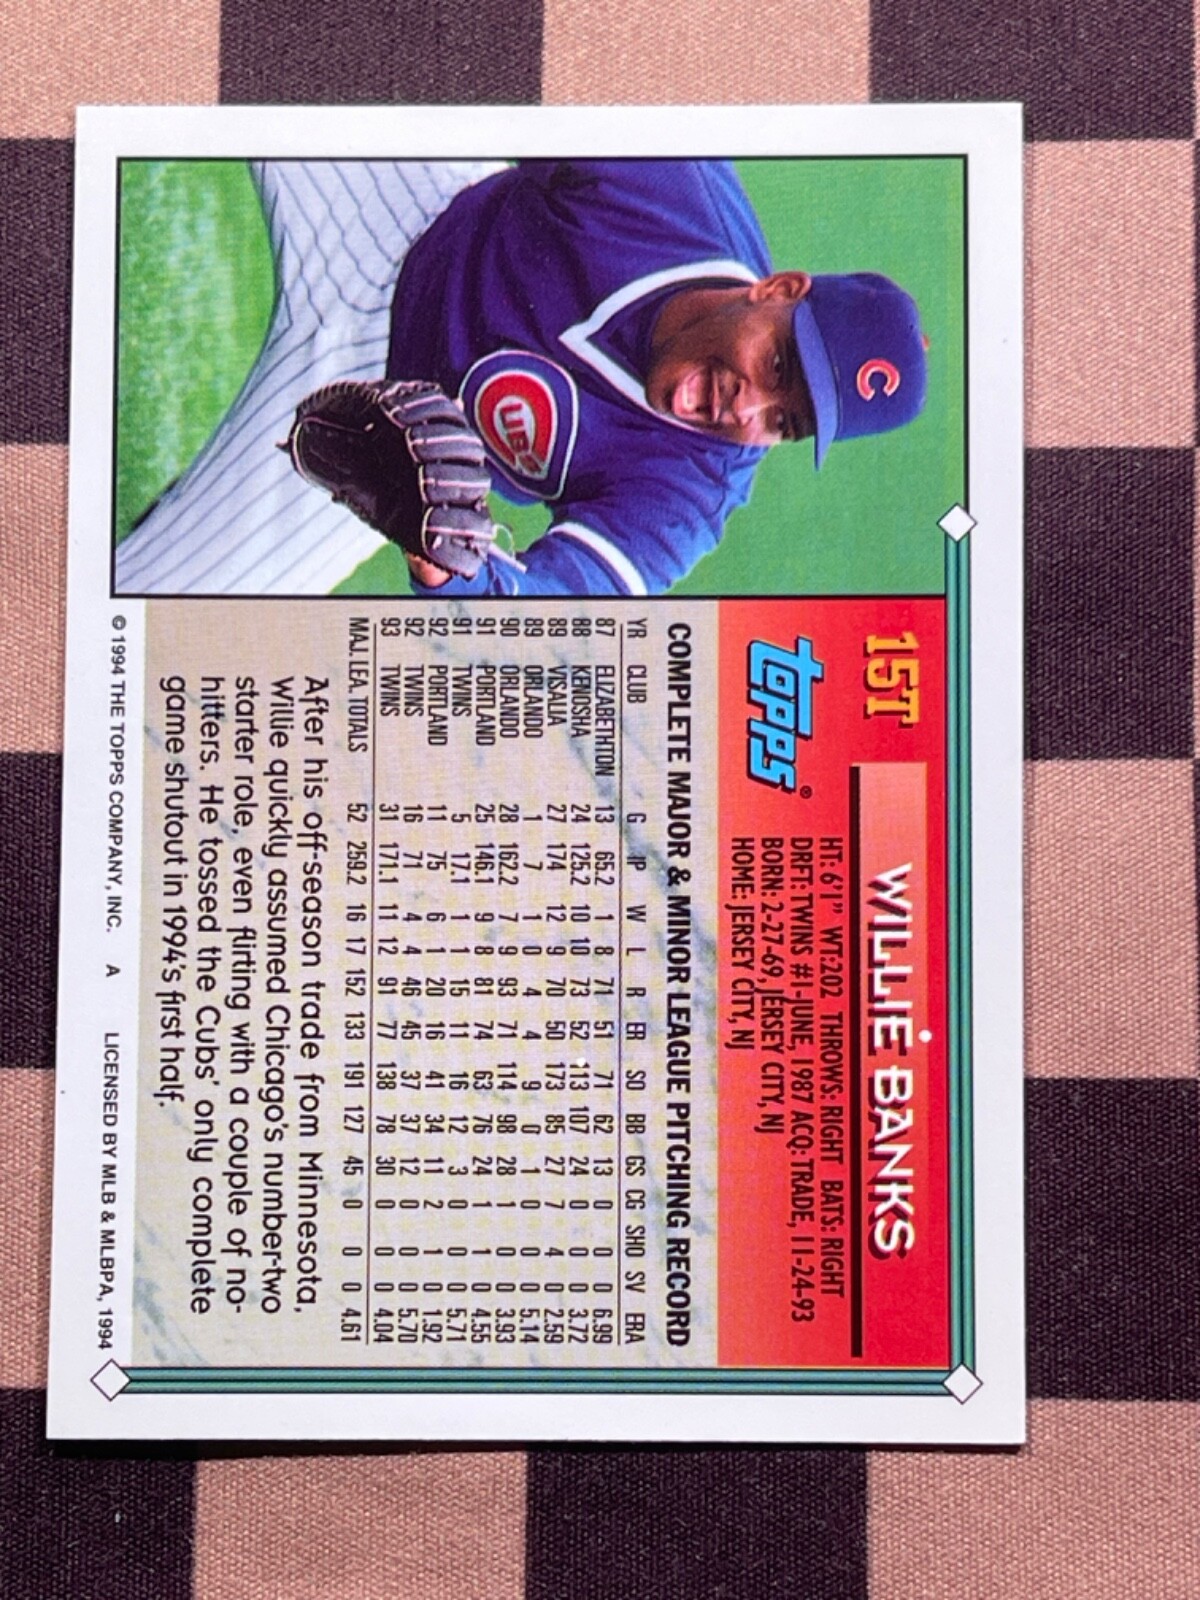 15T
WILLIE BANKS
topps®
HT: 6'1" WT:202 THROWS: RIGHT BATS: RIGHT
DRFT: TWINS #1-JUNE, 1987 ACQ: TRADE, 11-24-93
BORN: 2-27-69, JERSEY CITY, NJ
HOME: JERSEY CITY, NJ
COMPLETE MAJOR & MINOR LEAGUE PITCHING RECORD
YR CLUB G IP W L R ER SO BB GS CG SHO SV ERA
87 ELIZABETHTON 13 65.2 1 8 71 51 71 62 13 0 0 0 6.99
88 KENOSHA 24 125.2 10 10 73 52 113 107 24 0 0 0 3.72
89 VISALIA 27 174 12 9 70 50 173 85 27 7 4 0 2.59
89 ORLANDO 1 7 1 0 4 4 9 0 1 0 0 0 5.14
90 ORLANDO 28 162.2 7 9 93 71 114 98 28 1 0 0 3.93
91 PORTLAND 25 146.1 9 8 81 74 63 76 24 1 1 0 4.55
91 TWINS 5 17.1 1 1 15 11 16 12 3 0 0 0 5.71
92 PORTLAND 11 75 6 1 20 16 41 34 11 2 1 0 1.92
92 TWINS 16 71 4 4 46 45 37 37 12 0 0 0 5.70
93 TWINS 31 171.1 11 12 91 77 138 78 30 0 0 0 4.04
MAJ. LEA. TOTALS 52 259.2 16 17 152 133 191 127 45 0 0 0 4.61
After his off-season trade from Minnesota,
Willie quickly assumed Chicago's number-two
starter role, even flirting with a couple of no-
hitters. He tossed the Cubs' only complete
game shutout in 1994's first half.
© 1994 THE TOPPS COMPANY, INC. A LICENSED BY MLB & MLBPA, 1994
C
CUBS